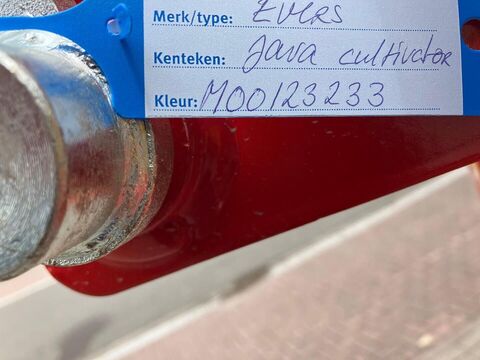 Merk/type: Evers
Kenteken: Java cultivator
Kleur: M00123233